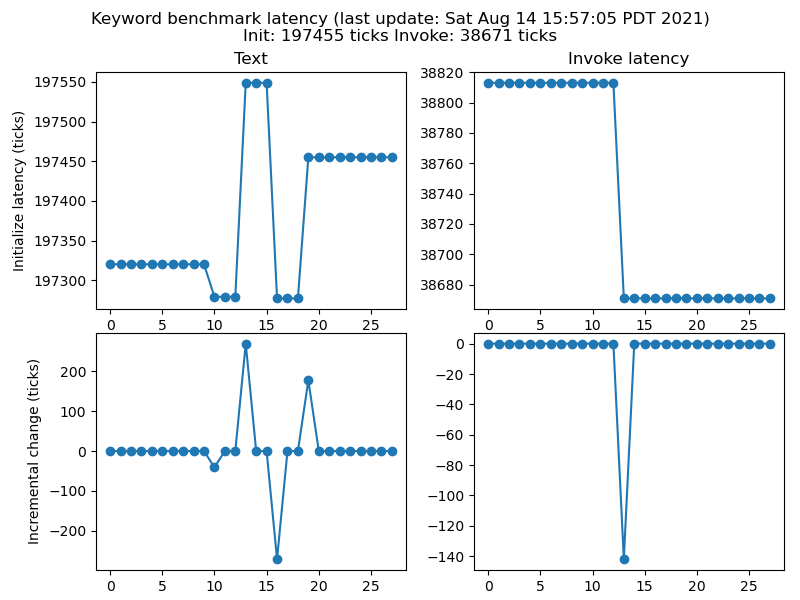 Keyword benchmark latency (last update: Sat Aug 14 15:57:05 PDT 2021)
Init: 197455 ticks Invoke: 38671 ticks
Text
Initialize latency (ticks)
197550
197500
197450
197400
197350
197300
0 5 10 15 20 25
Invoke latency
38820
38800
38780
38760
38740
38720
38700
38680
0 5 10 15 20 25
Incremental change (ticks)
200
100
0
−100
−200
0 5 10 15 20 25
0
−20
−40
−60
−80
−100
−120
−140
0 5 10 15 20 25